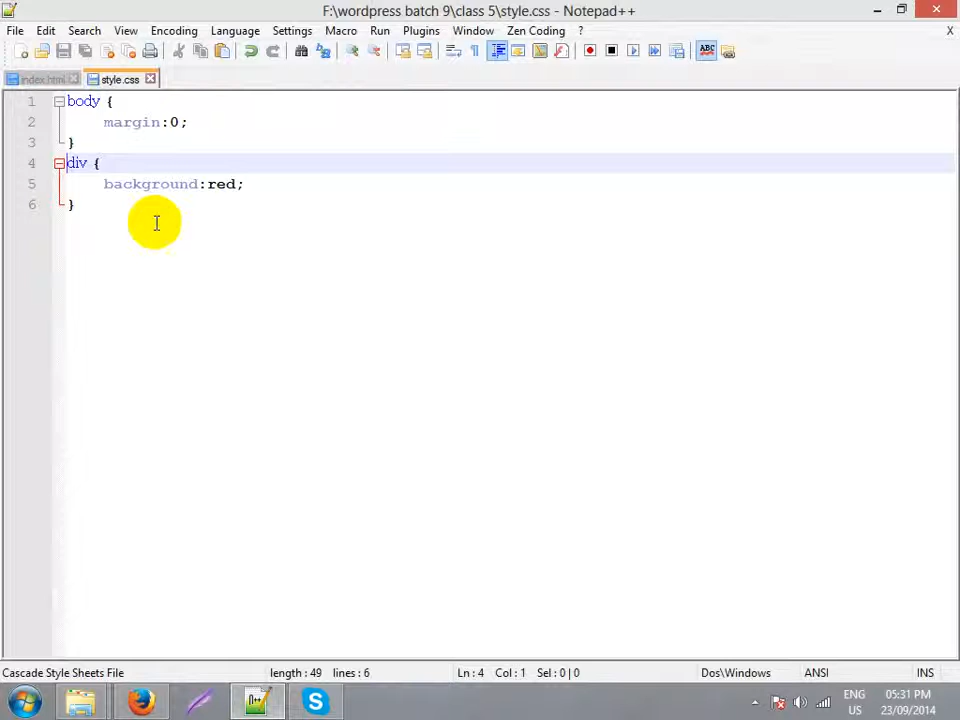 F:\wordpress batch 9\class 5\style.css - Notepad++
File Edit Search View Encoding Language Settings Macro Run Plugins Window Zen Coding ? X
index.html style.css
1 body {
2 margin:0;
3 }
4 div {
5 background:red;
6 }
Cascade Style Sheets File length : 49 lines : 6 Ln : 4 Col : 1 Sel : 0 | 0 Dos\Windows ANSI INS
ENG 05:31 PM
US 23/09/2014